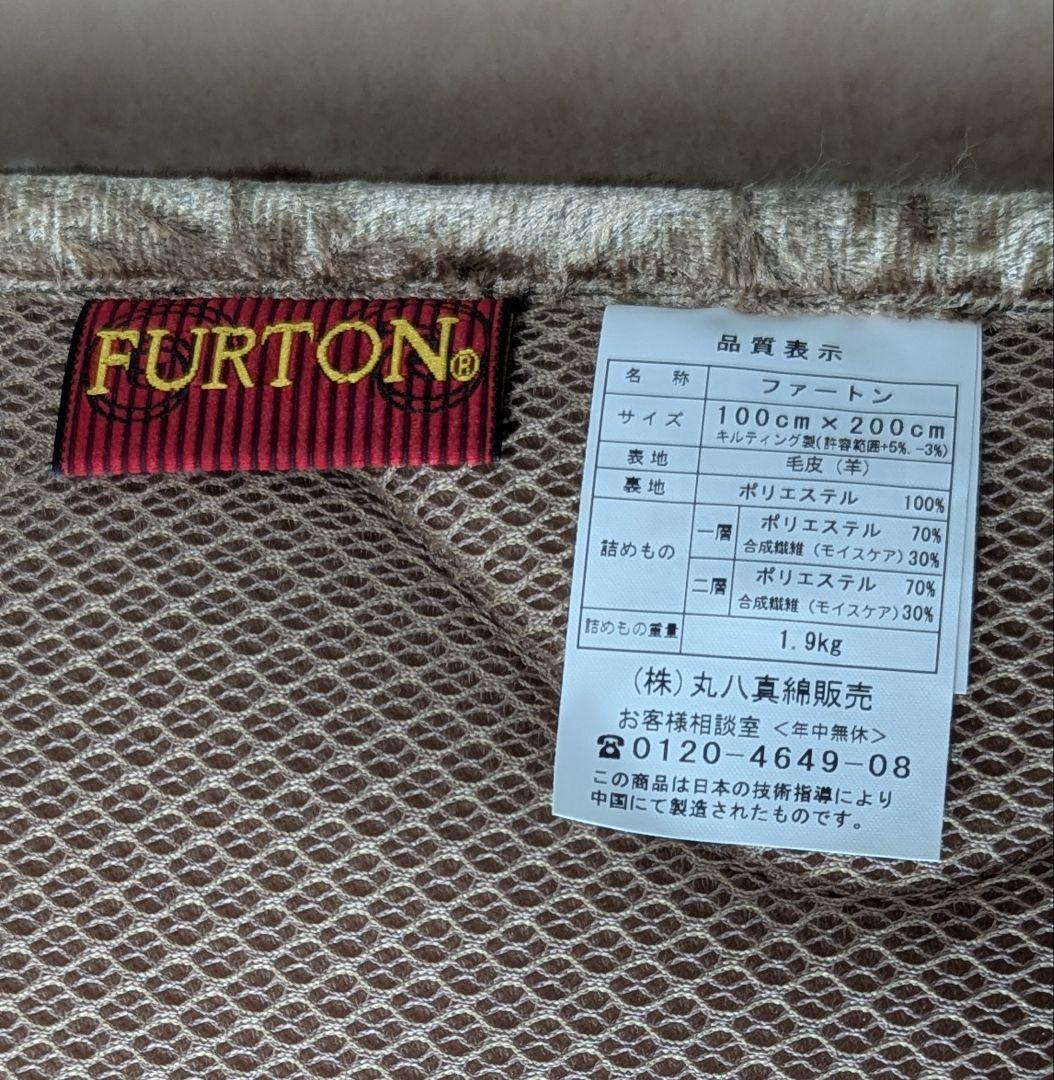 FURTON®
品質表示
名 称 ファートン
サイズ 100cm×200cm
キルティング製(許容範囲+5%.-3%)
表地 毛皮(羊)
裏地 ポリエステル 100%
詰めもの 一層 ポリエステル 70%
合成繊維(モイスケア)30%
二層 ポリエステル 70%
合成繊維(モイスケア)30%
詰めもの重量 1.9kg
(株)丸八真綿販売
お客様相談室 <年中無休>
☎0120-4649-08
この商品は日本の技術指導により
中国にて製造されたものです。